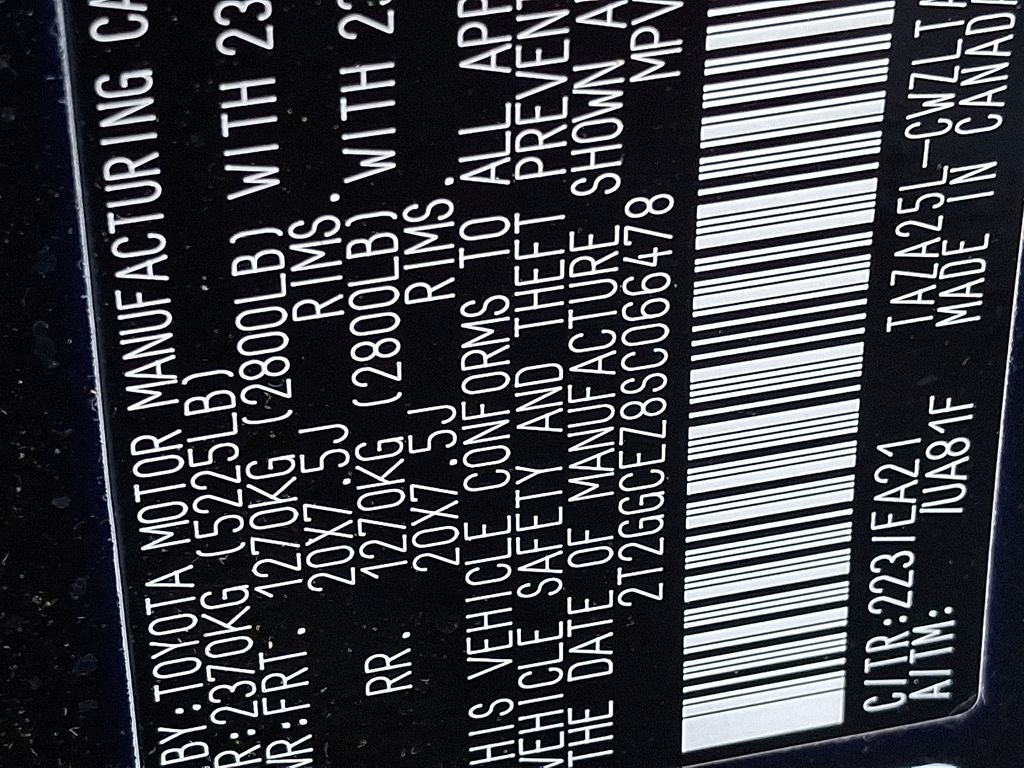 BY:TOYOTA MOTOR MANUFACTURING CA
R:2370KG (5225LB)
WR:FRT. 1270KG (2800LB) WITH 23
20X7.5J RIMS.
RR. 1270KG (2800LB) WITH 23
20X7.5J RIMS.
HIS VEHICLE CONFORMS TO ALL APP
VEHICLE SAFETY AND THEFT PREVENT
THE DATE OF MANUFACTURE SHOWN A
2T2GGCEZ8SC066478 MPV
C/TR:223/EA21 TAZA25L-CWZLTA
A/TM: UA81F MADE IN CANADA